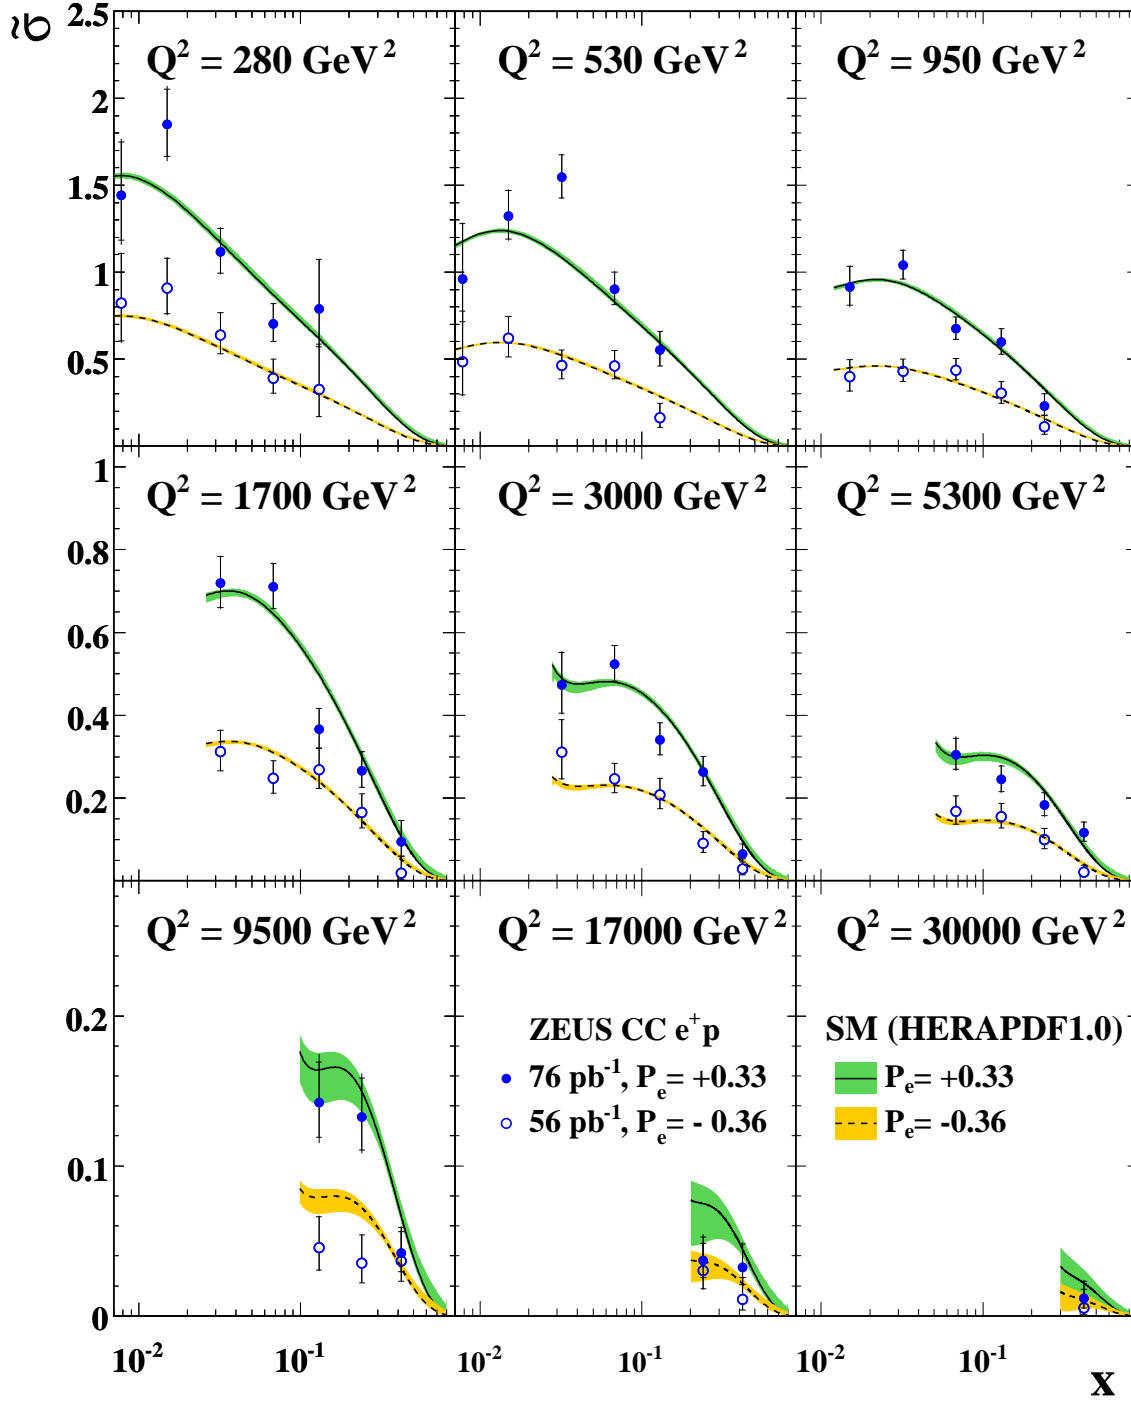 σ̃
2.5
2
1.5
1
0.5
Q² = 280 GeV²
Q² = 530 GeV²
Q² = 950 GeV²
1
0.8
0.6
0.4
0.2
Q² = 1700 GeV²
Q² = 3000 GeV²
Q² = 5300 GeV²
0.2
0.1
0
Q² = 9500 GeV²
Q² = 17000 GeV²
Q² = 30000 GeV²
ZEUS CC e⁺p
76 pb⁻¹, Pₑ= +0.33
56 pb⁻¹, Pₑ= - 0.36
SM (HERAPDF1.0)
Pₑ= +0.33
Pₑ= -0.36
10⁻² 10⁻¹ 10⁻² 10⁻¹ 10⁻² 10⁻¹
x